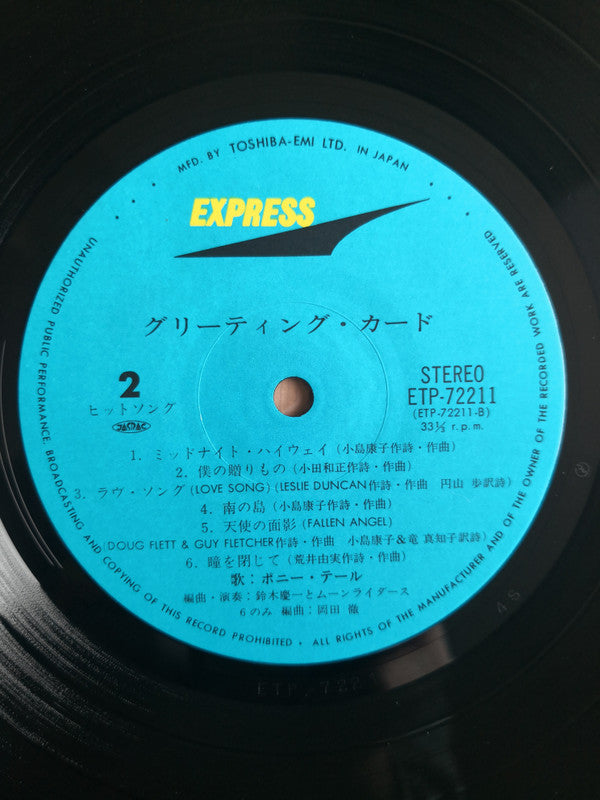 MFD. BY TOSHIBA-EMI LTD. IN JAPAN
EXPRESS
グリーティング・カード
2
ヒットソング
JASRAC
STEREO
ETP-72211
(ETP-72211-B)
33⅓ r.p.m.
1. ミッドナイト・ハイウェイ (小島康子作詩・作曲)
2. 僕の贈りもの (小田和正作詩・作曲)
3. ラヴ・ソング (LOVE SONG) (LESLIE DUNCAN作詩・作曲 円山 歩訳詩)
4. 南の島 (小島康子作詩・作曲)
5. 天使の面影 (FALLEN ANGEL)
(DOUG FLETT & GUY FLETCHER作詩・作曲 小島康子&竜 真知子訳詩)
6. 瞳を閉じて (荒井由実作詩・作曲)
歌: ポニー・テール
編曲・演奏: 鈴木慶一とムーンライダース
6のみ 編曲: 岡田 徹
UNAUTHORIZED PUBLIC PERFORMANCE, BROADCASTING AND COPYING OF THIS RECORD PROHIBITED • ALL RIGHTS OF THE MANUFACTURER AND OF THE OWNER OF THE RECORDED WORK ARE RESERVED
4S
ETP-722